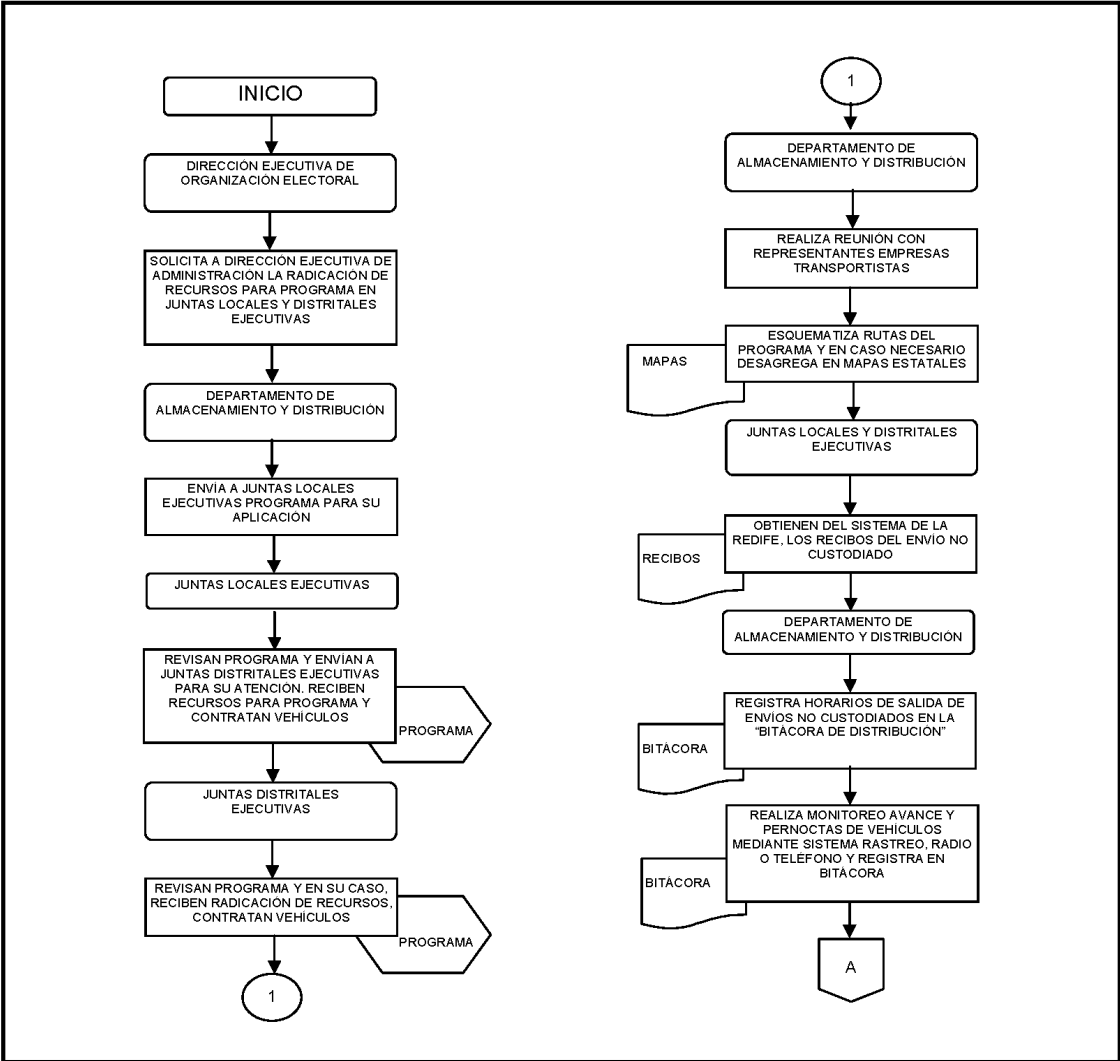 INICIO
DIRECCIÓN EJECUTIVA DE
ORGANIZACIÓN ELECTORAL
SOLICITA A DIRECCIÓN EJECUTIVA DE
ADMINISTRACIÓN LA RADICACIÓN DE
RECURSOS PARA PROGRAMA EN
JUNTAS LOCALES Y DISTRITALES
EJECUTIVAS
DEPARTAMENTO DE
ALMACENAMIENTO Y DISTRIBUCIÓN
ENVÍA A JUNTAS LOCALES
EJECUTIVAS PROGRAMA PARA SU
APLICACIÓN
JUNTAS LOCALES EJECUTIVAS
REVISAN PROGRAMA Y ENVÍAN A
JUNTAS DISTRITALES EJECUTIVAS
PARA SU ATENCIÓN. RECIBEN
RECURSOS PARA PROGRAMA Y
CONTRATAN VEHÍCULOS
PROGRAMA
JUNTAS DISTRITALES
EJECUTIVAS
REVISAN PROGRAMA Y EN SU CASO,
RECIBEN RADICACIÓN DE RECURSOS,
CONTRATAN VEHÍCULOS
PROGRAMA
1
1
DEPARTAMENTO DE
ALMACENAMIENTO Y DISTRIBUCIÓN
REALIZA REUNIÓN CON
REPRESENTANTES EMPRESAS
TRANSPORTISTAS
ESQUEMATIZA RUTAS DEL
PROGRAMA Y EN CASO NECESARIO
DESAGREGA EN MAPAS ESTATALES
MAPAS
JUNTAS LOCALES Y DISTRITALES
EJECUTIVAS
OBTIENEN DEL SISTEMA DE LA
REDIFE, LOS RECIBOS DEL ENVÍO NO
CUSTODIADO
RECIBOS
DEPARTAMENTO DE
ALMACENAMIENTO Y DISTRIBUCIÓN
REGISTRA HORARIOS DE SALIDA DE
ENVÍOS NO CUSTODIADOS EN LA
"BITÁCORA DE DISTRIBUCIÓN"
BITÁCORA
REALIZA MONITOREO AVANCE Y
PERNOCTAS DE VEHÍCULOS
MEDIANTE SISTEMA RASTREO, RADIO
O TELÉFONO Y REGISTRA EN
BITÁCORA
BITÁCORA
A